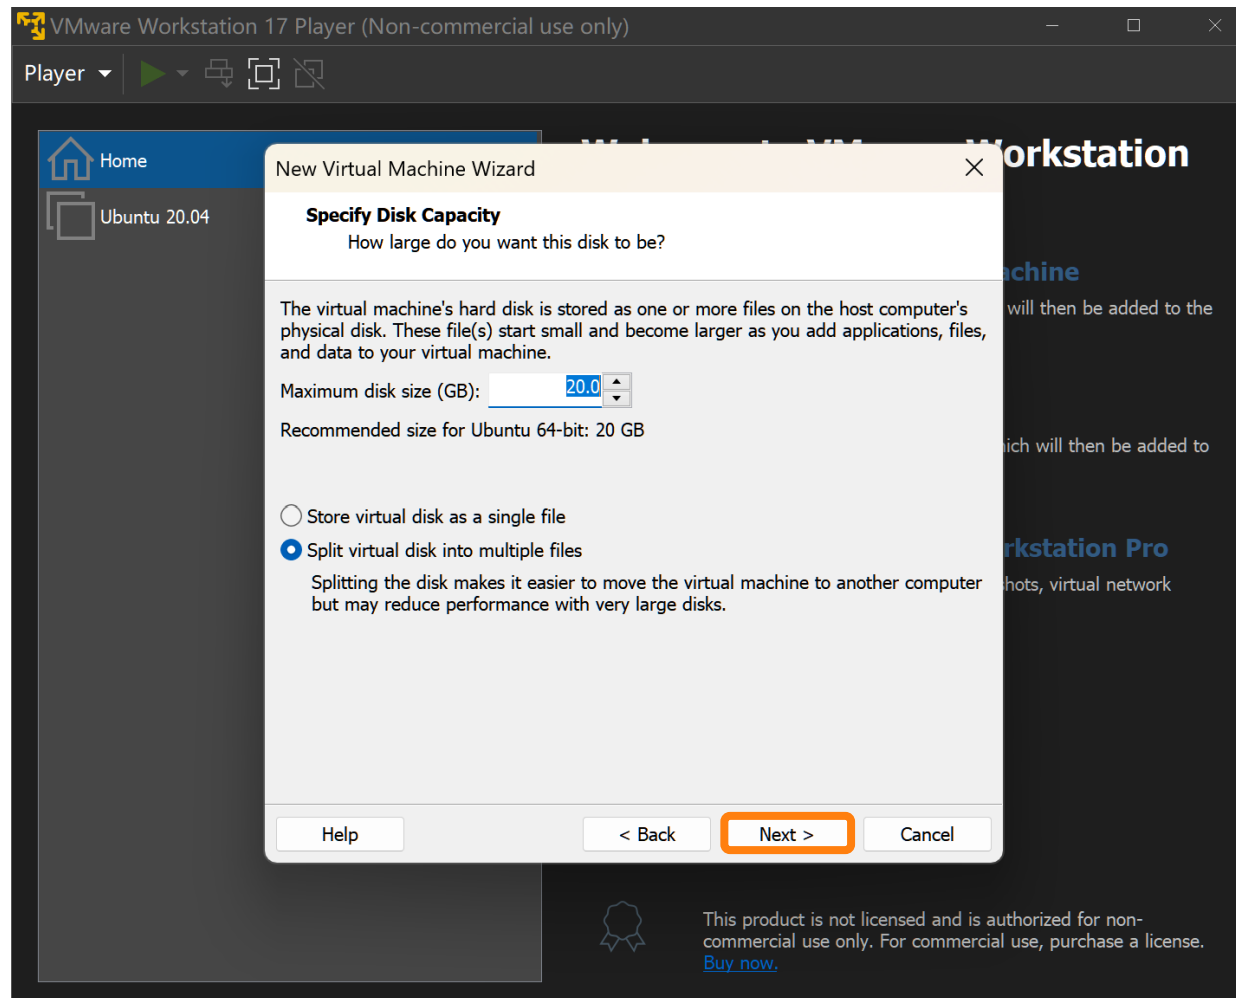 VMware Workstation 17 Player (Non-commercial use only)
Player
Home
Ubuntu 20.04
orkstation
achine
will then be added to the
ich will then be added to
rkstation Pro
hots, virtual network
New Virtual Machine Wizard
Specify Disk Capacity
How large do you want this disk to be?
The virtual machine's hard disk is stored as one or more files on the host computer's
physical disk. These file(s) start small and become larger as you add applications, files,
and data to your virtual machine.
Maximum disk size (GB): 20.0
Recommended size for Ubuntu 64-bit: 20 GB
Store virtual disk as a single file
Split virtual disk into multiple files
Splitting the disk makes it easier to move the virtual machine to another computer
but may reduce performance with very large disks.
Help
< Back
Next >
Cancel
This product is not licensed and is authorized for non-
commercial use only. For commercial use, purchase a license.
Buy now.